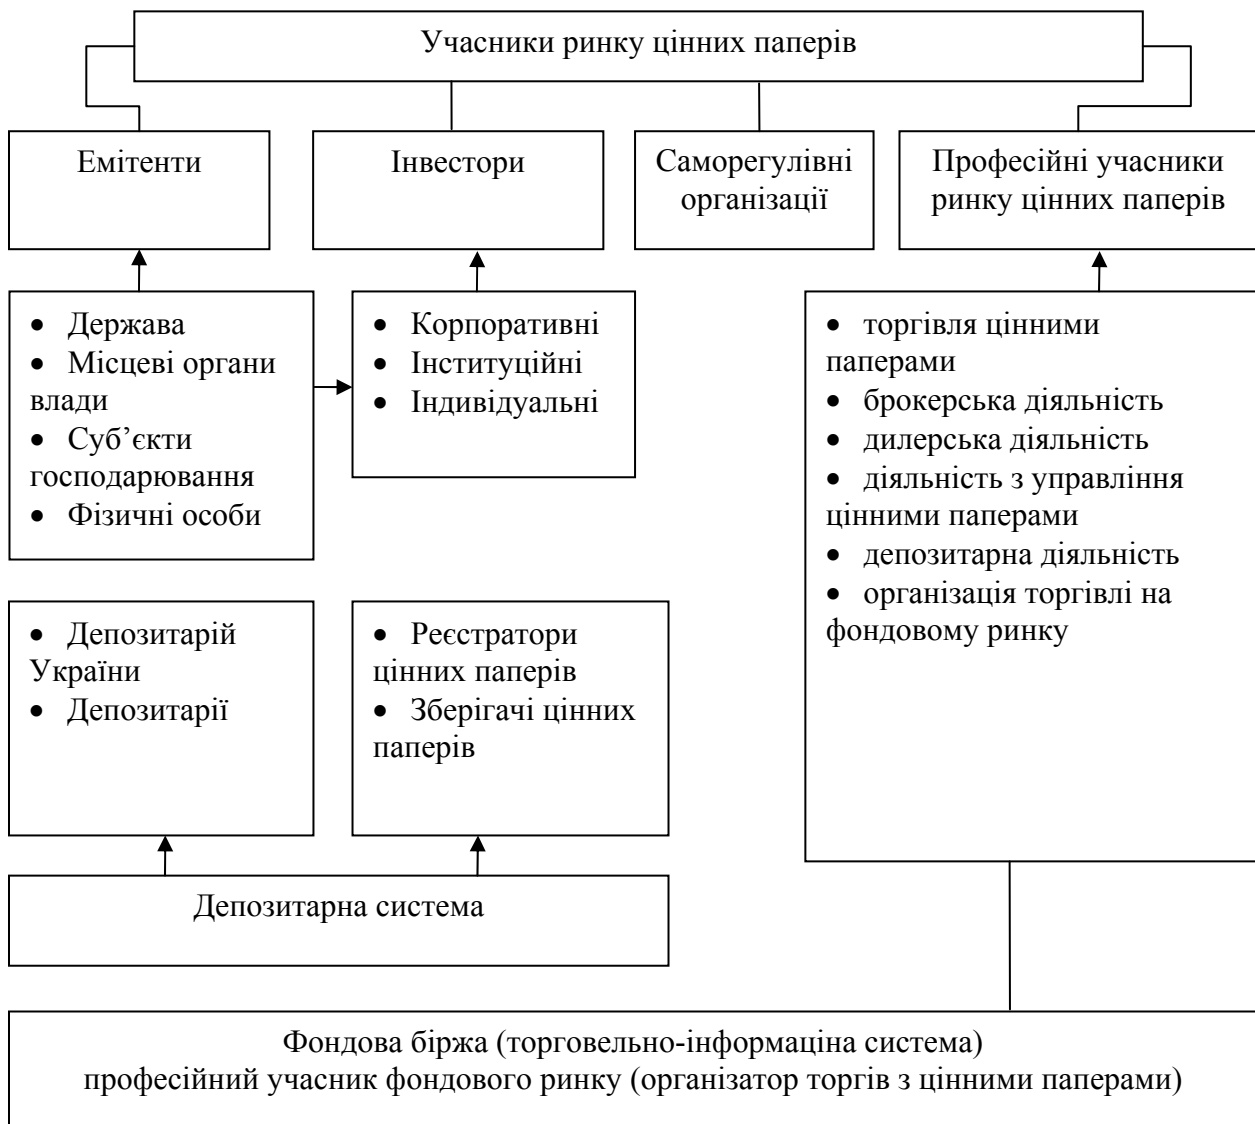 Учасники ринку цінних паперів
Емітенти
Інвестори
Саморегулівні
організації
Професійні учасники
ринку цінних паперів
• Держава
• Місцеві органи
влади
• Суб’єкти
господарювання
• Фізичні особи
• Корпоративні
• Інституційні
• Індивідуальні
• торгівля цінними
паперами
• брокерська діяльність
• дилерська діяльність
• діяльність з управління
цінними паперами
• депозитарна діяльність
• організація торгівлі на
фондовому ринку
• Депозитарій
України
• Депозитарії
• Реєстратори
цінних паперів
• Зберігачі цінних
паперів
Депозитарна система
Фондова біржа (торговельно-інформаціна система)
професійний учасник фондового ринку (організатор торгів з цінними паперами)